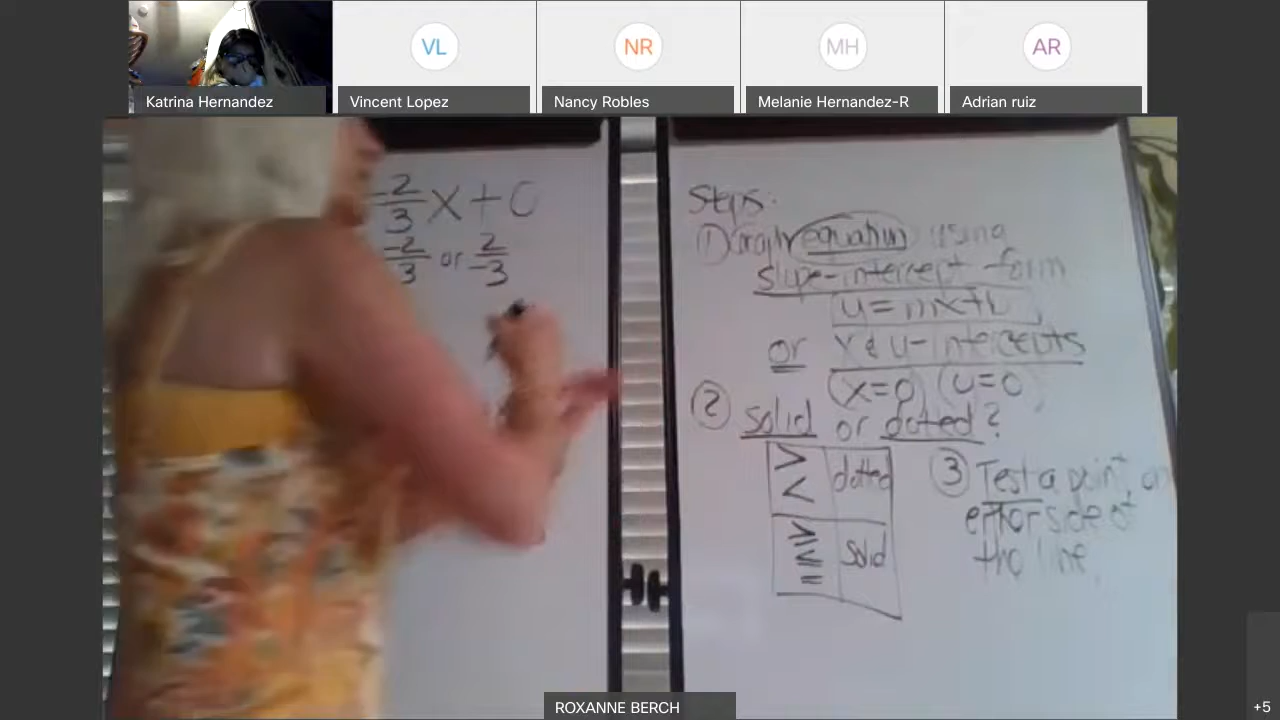 VL
NR
MH
AR
Katrina Hernandez
Vincent Lopez
Nancy Robles
Melanie Hernandez-R
Adrian ruiz
-2/3 x + 0
-2/3 or 2/-3
Steps:
① Graph equation using
slope-intercept form
y = mx+b
or x & y-intercepts
(x=0) (y=0)
② solid or dotted?
> < dotted
≥ ≤ = solid
③ Test a point on
either side of
the line.
ROXANNE BERCH
+5